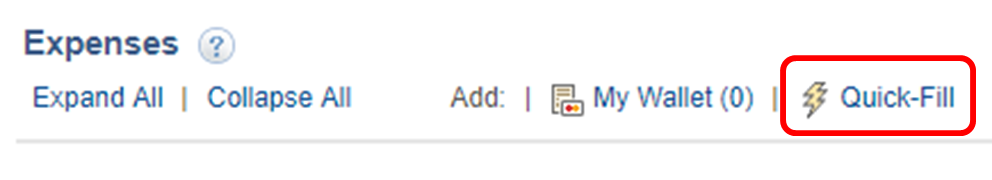 Expenses ?
Expand All | Collapse All Add: | My Wallet (0) | Quick-Fill